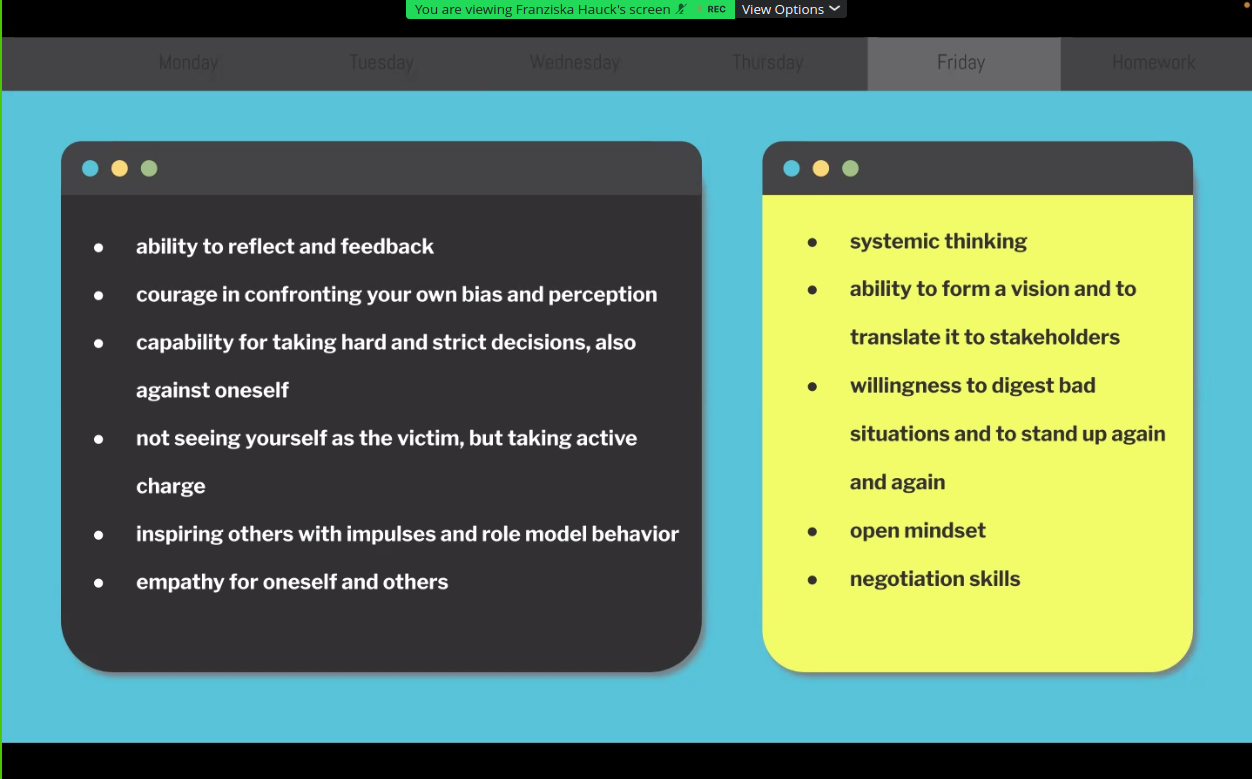 You are viewing Franziska Hauck's screen REC View Options
Monday Tuesday Wednesday Thursday Friday Homework
● ability to reflect and feedback
● courage in confronting your own bias and perception
● capability for taking hard and strict decisions, also
against oneself
● not seeing yourself as the victim, but taking active
charge
● inspiring others with impulses and role model behavior
● empathy for oneself and others
● systemic thinking
● ability to form a vision and to
translate it to stakeholders
● willingness to digest bad
situations and to stand up again
and again
● open mindset
● negotiation skills